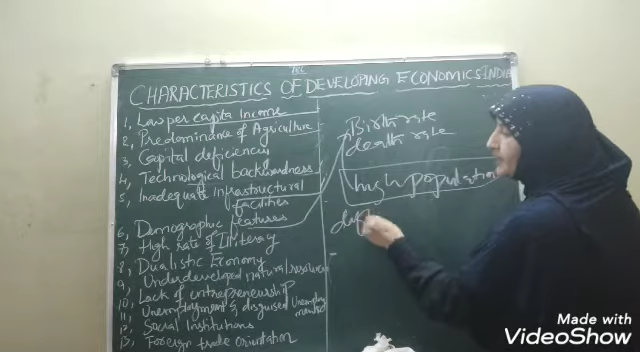 CHARACTERISTICS OF DEVELOPING ECONOMICS INDIA
1, Low per capita Income
2, Predominance of Agriculture
3, Capital deficiency
4, Technological backwardness
5, Inadequate Infrastructural
facilities
6, Demographic features
7, High rate of Illiteracy
8, Dualistic Economy
9, Underdeveloped natural resources
10, Lack of entrepreneurship
11, Unemployment & disguised Unemployment
12, Social Institutions
13, Foreign trade orientation
Birth rate
death rate
high population
Made with
VideoShow